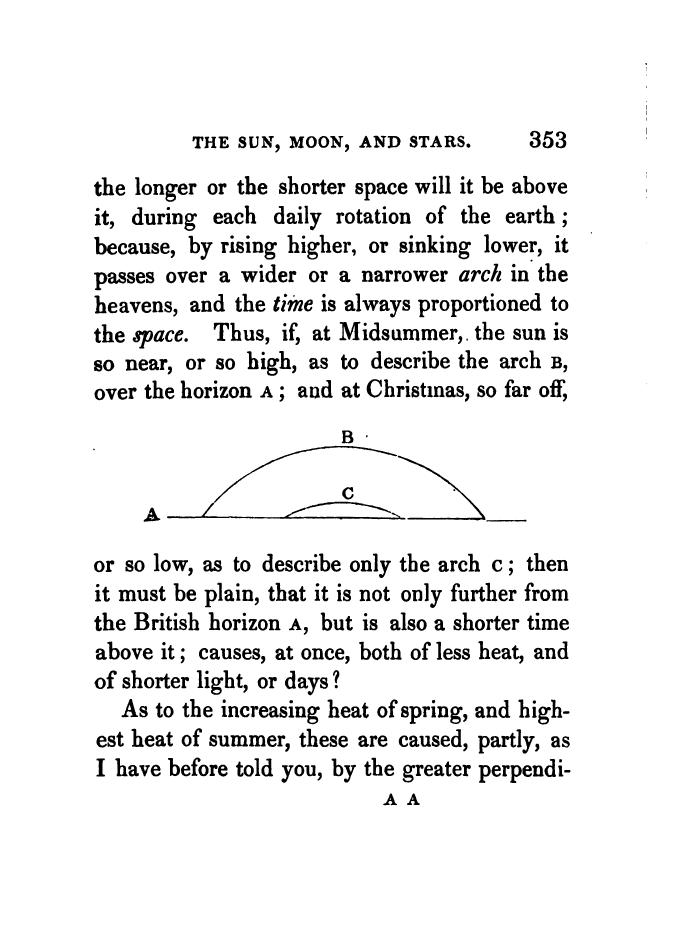 THE SUN, MOON, AND STARS. 353
the longer or the shorter space will it be above
it, during each daily rotation of the earth ;
because, by rising higher, or sinking lower, it
passes over a wider or a narrower arch in the
heavens, and the time is always proportioned to
the space. Thus, if, at Midsummer, the sun is
so near, or so high, as to describe the arch B,
over the horizon A ; and at Christmas, so far off,
B
C
A
or so low, as to describe only the arch C ; then
it must be plain, that it is not only further from
the British horizon A, but is also a shorter time
above it ; causes, at once, both of less heat, and
of shorter light, or days ?
As to the increasing heat of spring, and high-
est heat of summer, these are caused, partly, as
I have before told you, by the greater perpendi-
A A